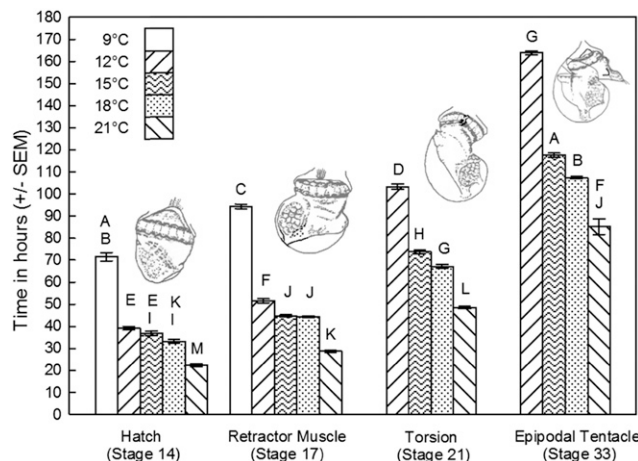 Time in hours (+/- SEM)
170
160
150
140
130
120
110
100
90
80
70
60
50
40
30
20
10
0
9°C
12°C
15°C
18°C
21°C
A
B
E
E
I
K
I
M
C
F
J
J
K
D
H
G
L
G
A
B
F
J
Hatch
(Stage 14)
Retractor Muscle
(Stage 17)
Torsion
(Stage 21)
Epipodal Tentacle
(Stage 33)